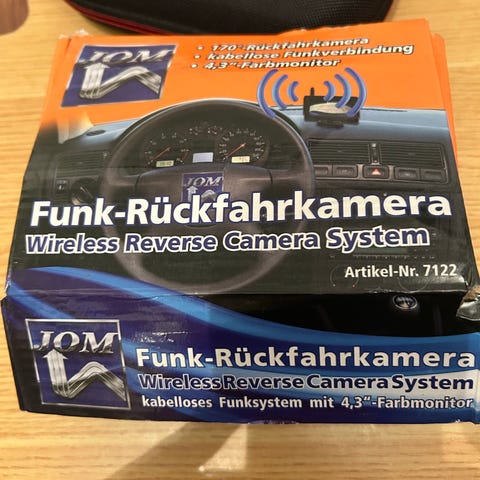 JOM
• 170°-Rückfahrkamera
• kabellose Funkverbindung
• 4,3"-Farbmonitor
JOM
Funk-Rückfahrkamera
Wireless Reverse Camera System
Artikel-Nr. 7122
JOM
Funk-Rückfahrkamera
Wireless Reverse Camera System
kabelloses Funksystem mit 4,3"-Farbmonitor